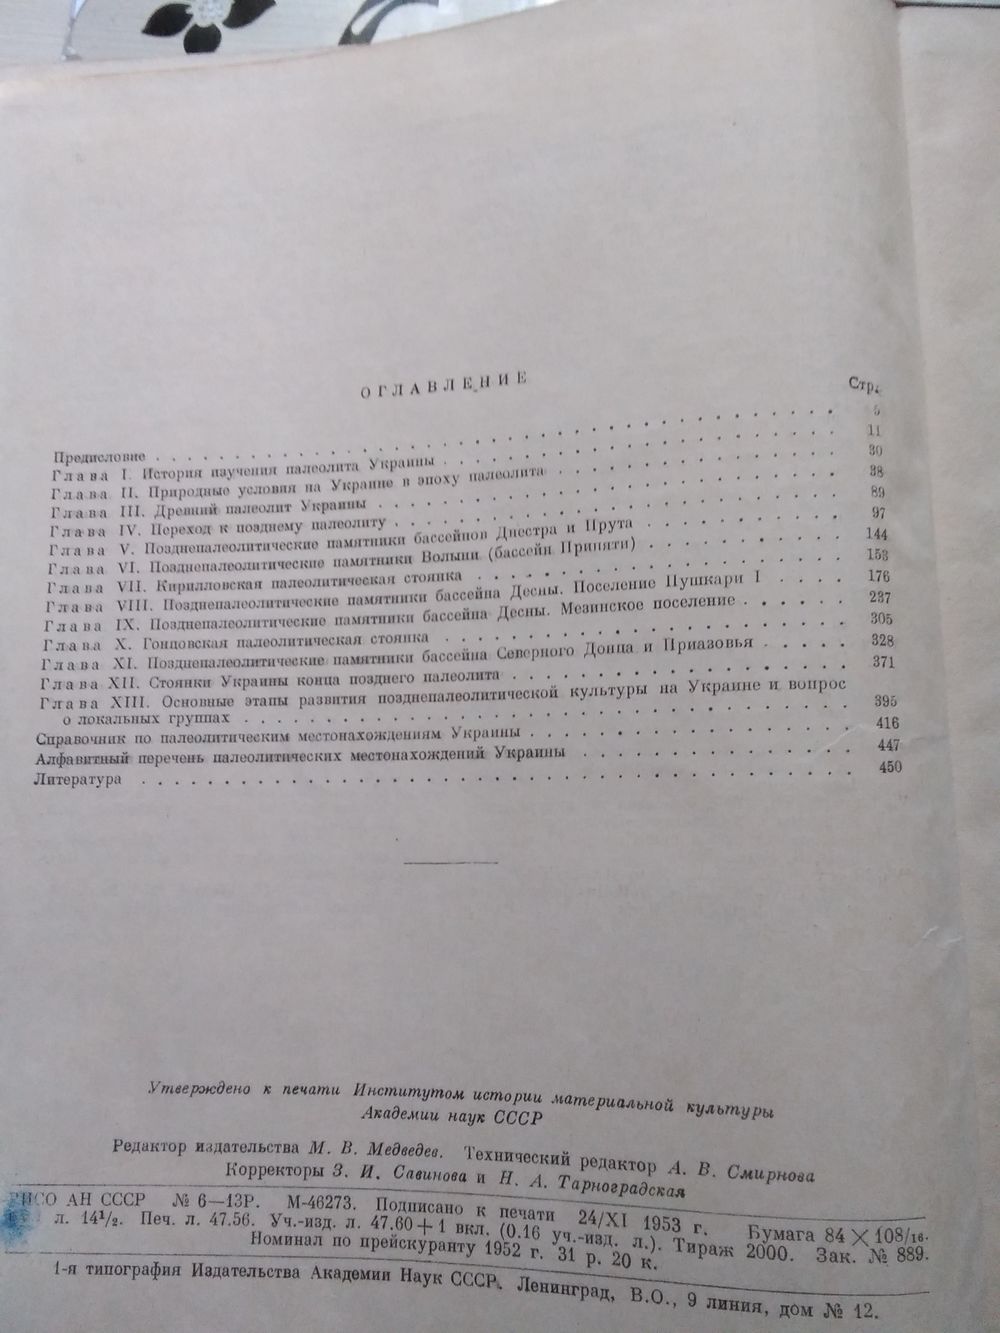 ОГЛАВЛЕНИЕ
Стр.
Предисловие 5
Глава I. История изучения палеолита Украины 11
Глава II. Природные условия на Украине в эпоху палеолита 30
Глава III. Древний палеолит Украины 38
Глава IV. Переход к позднему палеолиту 89
Глава V. Позднепалеолитические памятники бассейнов Днестра и Прута 97
Глава VI. Позднепалеолитические памятники Волыни (бассейн Припяти) 144
Глава VII. Кирилловская палеолитическая стоянка 153
Глава VIII. Позднепалеолитические памятники бассейна Десны. Поселение Пушкари I 176
Глава IX. Позднепалеолитические памятники бассейна Десны. Мезинское поселение 237
Глава X. Гонцовская палеолитическая стоянка 305
Глава XI. Позднепалеолитические памятники бассейна Северного Донца и Приазовья 328
Глава XII. Стоянки Украины конца позднего палеолита 371
Глава XIII. Основные этапы развития позднепалеолитической культуры на Украине и вопрос
о локальных группах 395
Справочник по палеолитическим местонахождениям Украины 416
Алфавитный перечень палеолитических местонахождений Украины 447
Литература 450
Утверждено к печати Институтом истории материальной культуры
Академии наук СССР
Редактор издательства М. В. Медведев. Технический редактор А. В. Смирнова
Корректоры З. И. Савинова и Н. А. Тарноградская
РИСО АН СССР № 6—13Р. М-46273. Подписано к печати 24/XI 1953 г. Бумага 84 × 108/16.
л. 14¹/₂. Печ. л. 47.56. Уч.-изд. л. 47.60+1 вкл. (0.16 уч.-изд. л.). Тираж 2000. Зак. № 889.
Номинал по прейскуранту 1952 г. 31 р. 20 к.
1-я типография Издательства Академии Наук СССР. Ленинград, В.О., 9 линия, дом № 12.